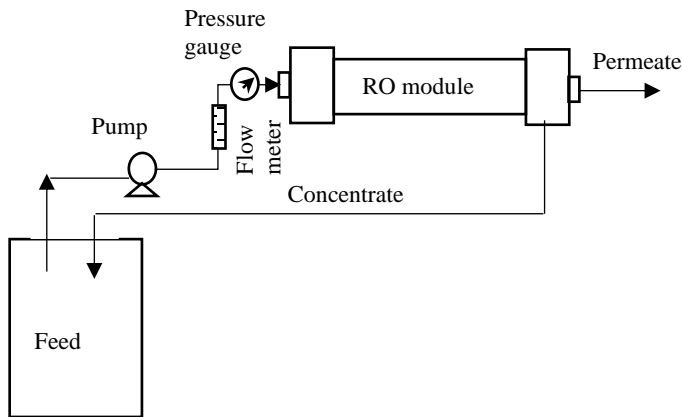 Pressure
gauge
Permeate
RO module
Pump
Flow
meter
Concentrate
Feed